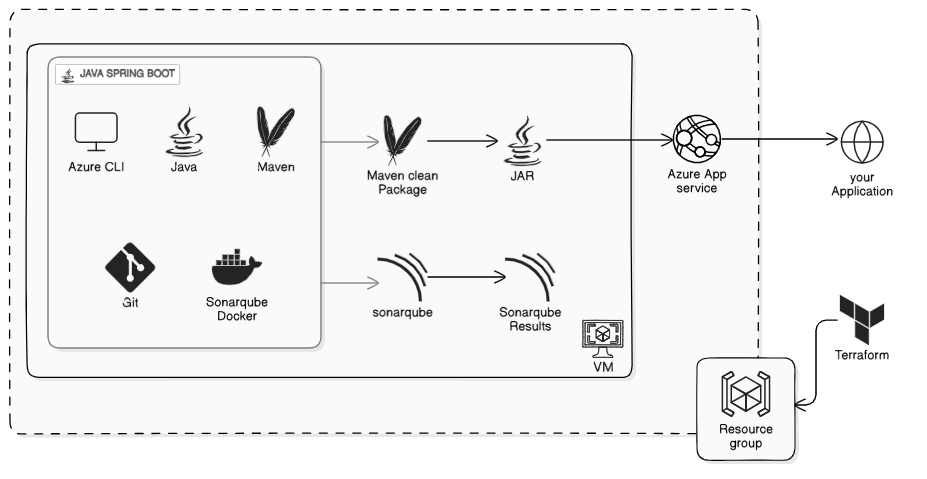 JAVA SPRING BOOT
Azure CLI
Java
Maven
Maven clean
Package
JAR
Azure App
service
your
Application
Git
Sonarqube
Docker
sonarqube
Sonarqube
Results
VM
Terraform
Resource
group